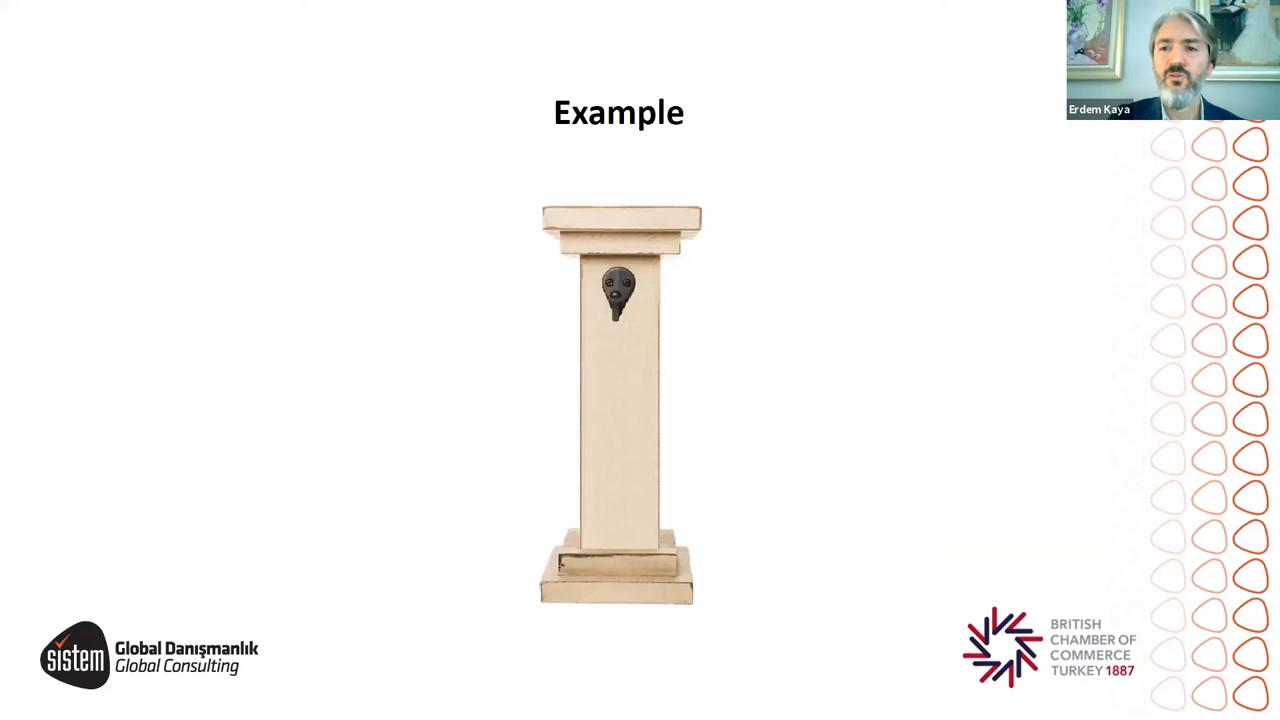 Erdem Kaya
Example
sistem
Global Danışmanlık
Global Consulting
BRITISH
CHAMBER OF
COMMERCE
TURKEY 1887